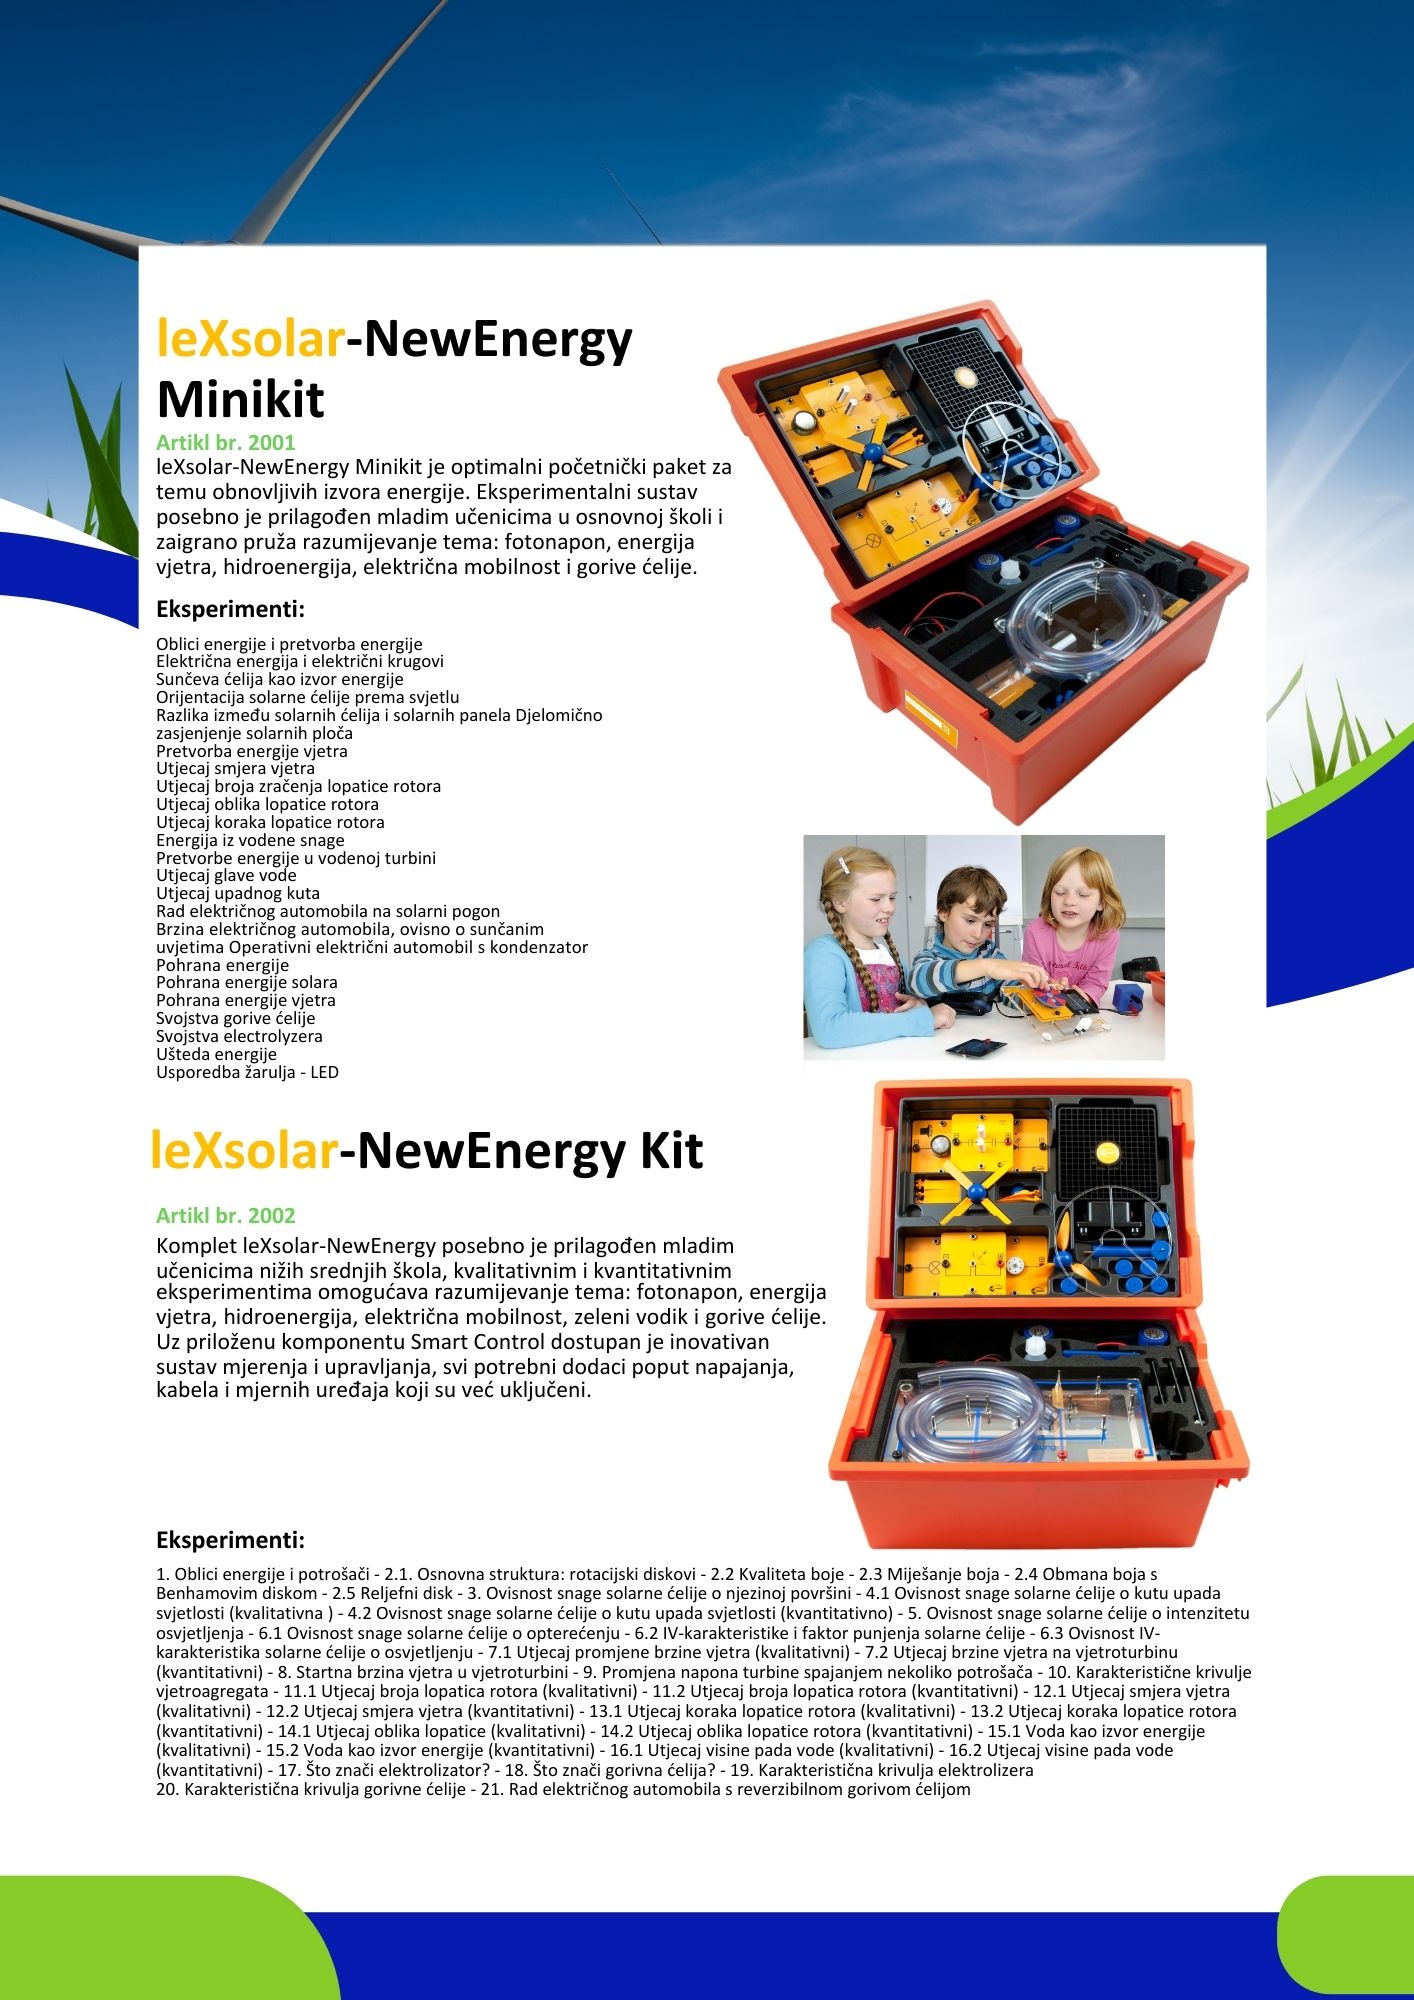 leXsolar-NewEnergy
Minikit
Artikl br. 2001
leXsolar-NewEnergy Minikit je optimalni početnički paket za
temu obnovljivih izvora energije. Eksperimentalni sustav
posebno je prilagođen mladim učenicima u osnovnoj školi i
zaigrano pruža razumijevanje tema: fotonapon, energija
vjetra, hidroenergija, električna mobilnost i gorive ćelije.
Eksperimenti:
Oblici energije i pretvorba energije
Električna energija i električni krugovi
Sunčeva ćelija kao izvor energije
Orijentacija solarne ćelije prema svjetlu
Razlika između solarnih ćelija i solarnih panela Djelomično
zasjenjenje solarnih ploča
Pretvorba energije vjetra
Utjecaj smjera vjetra
Utjecaj broja zračenja lopatice rotora
Utjecaj oblika lopatice rotora
Utjecaj koraka lopatice rotora
Energija iz vodene snage
Pretvorbe energije u vodenoj turbini
Utjecaj glave vode
Utjecaj upadnog kuta
Rad električnog automobila na solarni pogon
Brzina električnog automobila, ovisno o sunčanim
uvjetima Operativni električni automobil s kondenzator
Pohrana energije
Pohrana energije solara
Pohrana energije vjetra
Svojstva gorive ćelije
Svojstva electrolyzera
Ušteda energije
Usporedba žarulja - LED
leXsolar-NewEnergy Kit
Artikl br. 2002
Komplet leXsolar-NewEnergy posebno je prilagođen mladim
učenicima nižih srednjih škola, kvalitativnim i kvantitativnim
eksperimentima omogućava razumijevanje tema: fotonapon, energija
vjetra, hidroenergija, električna mobilnost, zeleni vodik i gorive ćelije.
Uz priloženu komponentu Smart Control dostupan je inovativan
sustav mjerenja i upravljanja, svi potrebni dodaci poput napajanja,
kabela i mjernih uređaja koji su već uključeni.
Eksperimenti:
1. Oblici energije i potrošači - 2.1. Osnovna struktura: rotacijski diskovi - 2.2 Kvaliteta boje - 2.3 Miješanje boja - 2.4 Obmana boja s
Benhamovim diskom - 2.5 Reljefni disk - 3. Ovisnost snage solarne ćelije o njezinoj površini - 4.1 Ovisnost snage solarne ćelije o kutu upada
svjetlosti (kvalitativna ) - 4.2 Ovisnost snage solarne ćelije o kutu upada svjetlosti (kvantitativno) - 5. Ovisnost snage solarne ćelije o intenzitetu
osvjetljenja - 6.1 Ovisnost snage solarne ćelije o opterećenju - 6.2 IV-karakteristike i faktor punjenja solarne ćelije - 6.3 Ovisnost IV-
karakteristika solarne ćelije o osvjetljenju - 7.1 Utjecaj promjene brzine vjetra (kvalitativni) - 7.2 Utjecaj brzine vjetra na vjetroturbinu
(kvantitativni) - 8. Startna brzina vjetra u vjetroturbini - 9. Promjena napona turbine spajanjem nekoliko potrošača - 10. Karakteristične krivulje
vjetroagregata - 11.1 Utjecaj broja lopatica rotora (kvalitativni) - 11.2 Utjecaj broja lopatica rotora (kvantitativni) - 12.1 Utjecaj smjera vjetra
(kvalitativni) - 12.2 Utjecaj smjera vjetra (kvantitativni) - 13.1 Utjecaj koraka lopatice rotora (kvalitativni) - 13.2 Utjecaj koraka lopatice rotora
(kvantitativni) - 14.1 Utjecaj oblika lopatice (kvalitativni) - 14.2 Utjecaj oblika lopatice rotora (kvantitativni) - 15.1 Voda kao izvor energije
(kvalitativni) - 15.2 Voda kao izvor energije (kvantitativni) - 16.1 Utjecaj visine pada vode (kvalitativni) - 16.2 Utjecaj visine pada vode
(kvantitativni) - 17. Što znači elektrolizator? - 18. Što znači gorivna ćelija? - 19. Karakteristična krivulja elektrolizera
20. Karakteristična krivulja gorivne ćelije - 21. Rad električnog automobila s reverzibilnom gorivom ćelijom